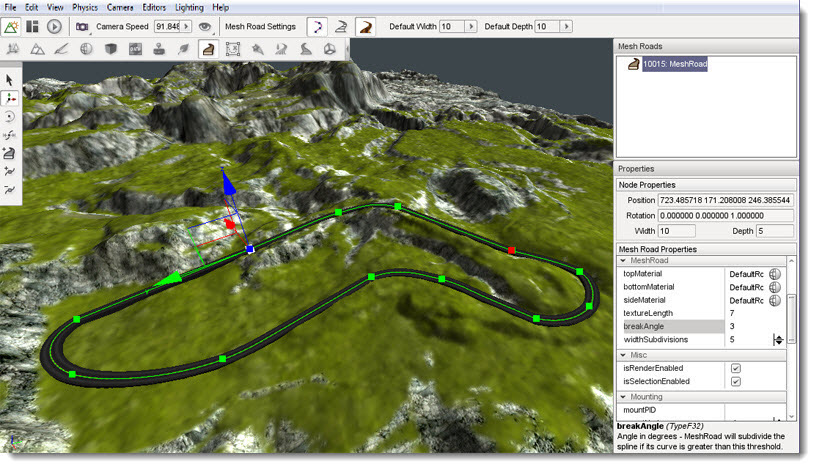 File Edit View Physics Camera Editors Lighting Help
Camera Speed 91.848 Mesh Road Settings Default Width 10 Default Depth 10
Mesh Roads
10015: MeshRoad
Properties
Node Properties
Position 723.485718 171.208008 246.385544
Rotation 0.000000 0.000000 1.000000
Width 10 Depth 5
Mesh Road Properties
MeshRoad
topMaterial DefaultRc
bottomMaterial DefaultRc
sideMaterial DefaultRc
textureLength 7
breakAngle 3
widthSubdivisions 5
Misc
isRenderEnabled
isSelectionEnabled
Mounting
mountPID
breakAngle (TypeF32)
Angle in degrees - MeshRoad will subdivide the
spline if its curve is greater than this threshold.